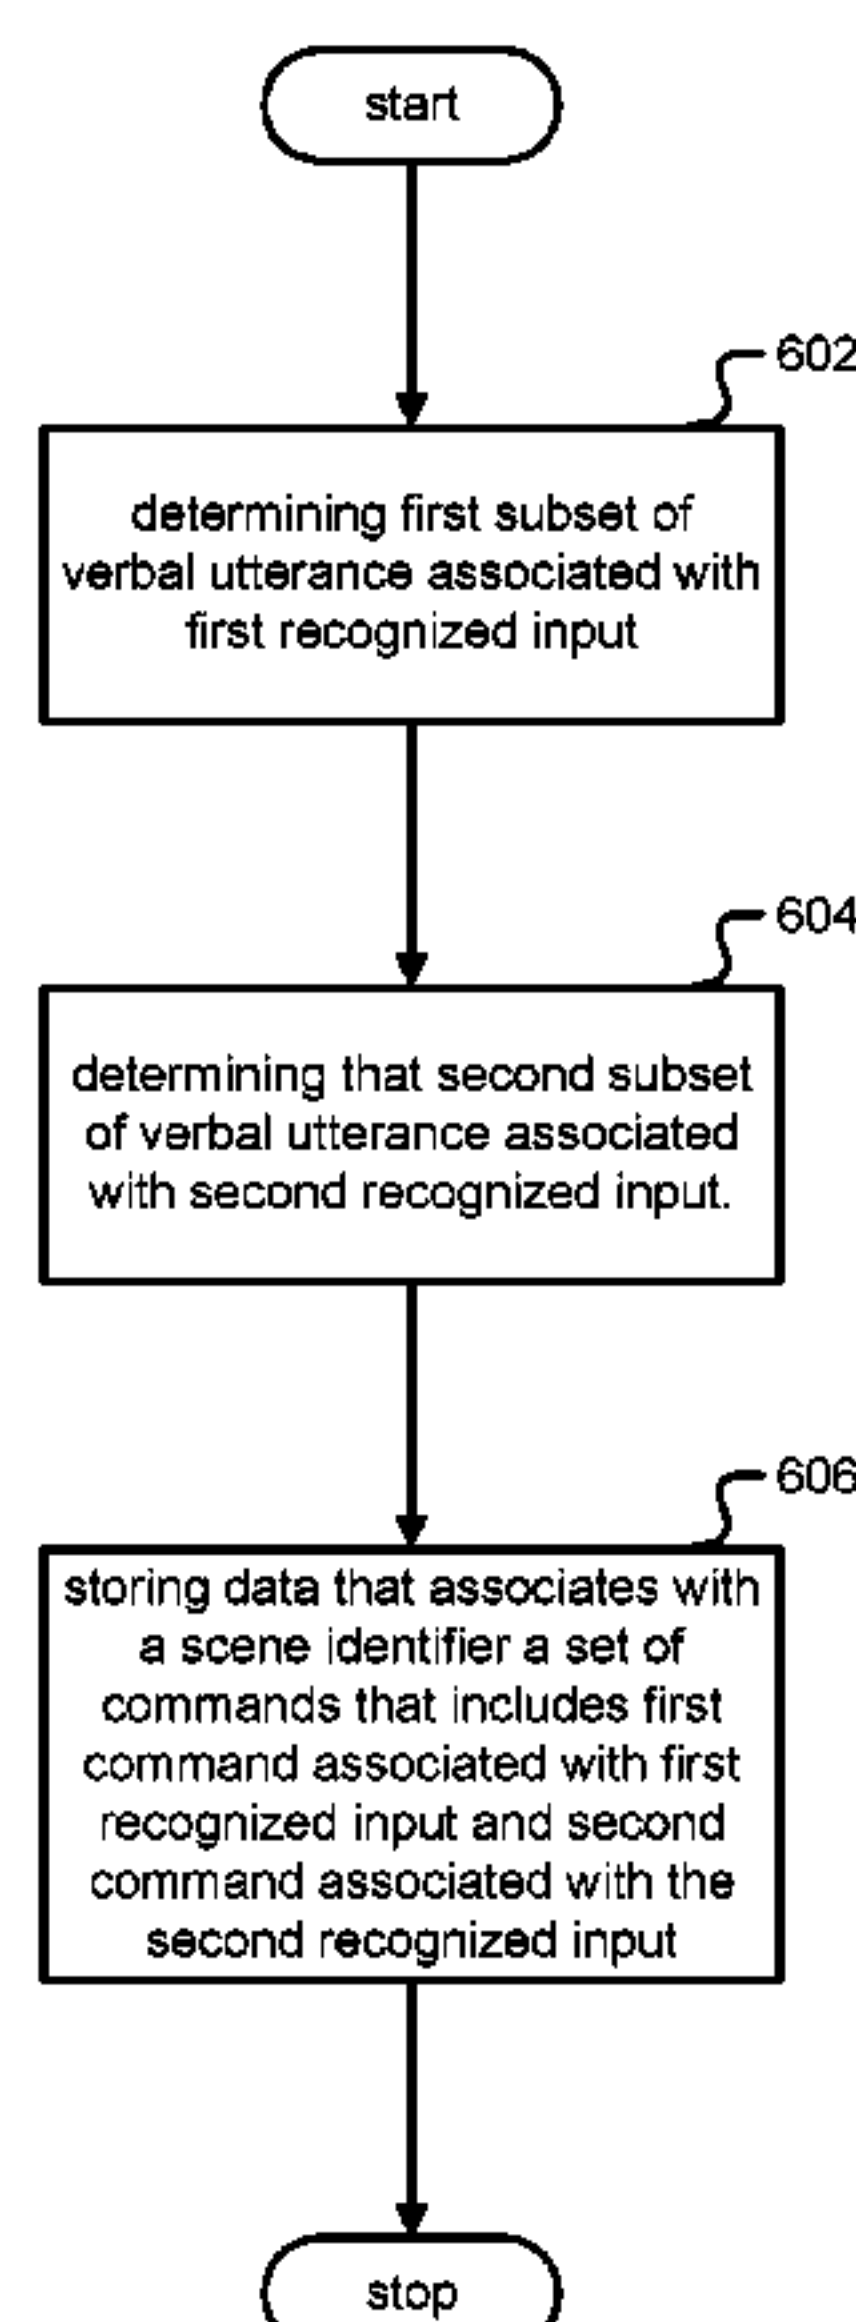 start
602
determining first subset of
verbal utterance associated with
first recognized input
604
determining that second subset
of verbal utterance associated
with second recognized input.
606
storing data that associates with
a scene identifier a set of
commands that includes first
command associated with first
recognized input and second
command associated with the
second recognized input
stop